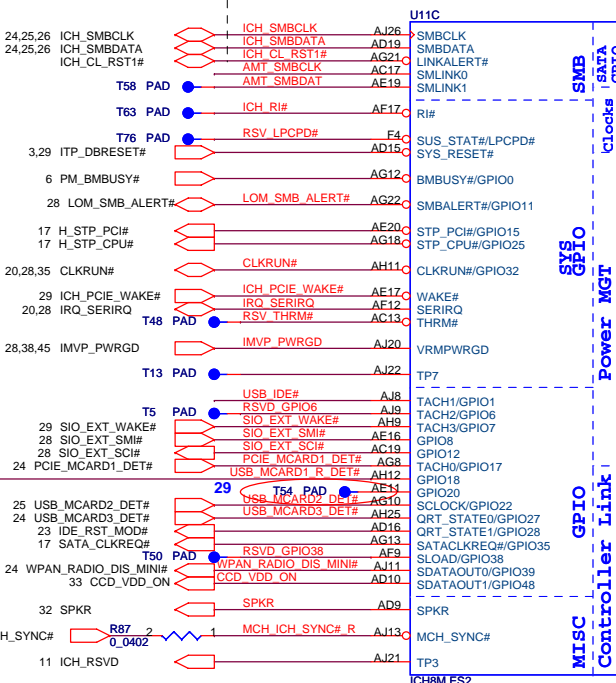 U11C
24,25,26 ICH_SMBCLK ICH_SMBCLK AJ26 SMBCLK
24,25,26 ICH_SMBDATA ICH_SMBDATA AD19 SMBDATA
ICH_CL_RST1# ICH_CL_RST1# AG21 LINKALERT#
AMT_SMBCLK AC17 SMLINK0
T58 PAD AMT_SMBDAT AE19 SMLINK1
T63 PAD ICH_RI# AF17 RI#
T76 PAD RSV_LPCPD# F4 SUS_STAT#/LPCPD#
3,29 ITP_DBRESET# AD15 SYS_RESET#
6 PM_BMBUSY# AG12 BMBUSY#/GPIO0
28 LOM_SMB_ALERT# LOM_SMB_ALERT# AG22 SMBALERT#/GPIO11
17 H_STP_PCI# AE20 STP_PCI#/GPIO15
17 H_STP_CPU# AG18 STP_CPU#/GPIO25
20,28,35 CLKRUN# CLKRUN# AH11 CLKRUN#/GPIO32
29 ICH_PCIE_WAKE# ICH_PCIE_WAKE# AE17 WAKE#
20,28 IRQ_SERIRQ IRQ_SERIRQ AF12 SERIRQ
T48 PAD RSV_THRM# AC13 THRM#
28,38,45 IMVP_PWRGD IMVP_PWRGD AJ20 VRMPWRGD
T13 PAD AJ22 TP7
USB_IDE# AJ8 TACH1/GPIO1
T5 PAD RSVD_GPIO6 AJ9 TACH2/GPIO6
29 SIO_EXT_WAKE# SIO_EXT_WAKE# AH9 TACH3/GPIO7
28 SIO_EXT_SMI# SIO_EXT_SMI# AE16 GPIO8
28 SIO_EXT_SCI# SIO_EXT_SCI# AC19 GPIO12
24 PCIE_MCARD1_DET# PCIE_MCARD1_DET# AG8 TACH0/GPIO17
USB_MCARD1_R_DET# AH12 GPIO18
29 T54 PAD AE11 GPIO20
25 USB_MCARD2_DET# USB_MCARD2_DET# AG10 SCLOCK/GPIO22
24 USB_MCARD3_DET# USB_MCARD3_DET# AH25 QRT_STATE0/GPIO27
23 IDE_RST_MOD# AD16 QRT_STATE1/GPIO28
17 SATA_CLKREQ# AG13 SATACLKREQ#/GPIO35
T50 PAD RSVD_GPIO38 AF9 SLOAD/GPIO38
24 WPAN_RADIO_DIS_MINI# WPAN_RADIO_DIS_MINI# AJ11 SDATAOUT0/GPIO39
33 CCD_VDD_ON CCD_VDD_ON AD10 SDATAOUT1/GPIO48
32 SPKR SPKR AD9 SPKR
H_SYNC# R87 2 1 MCH_ICH_SYNC#_R AJ13 MCH_SYNC#
0_0402
11 ICH_RSVD AJ21 TP3
ICH8M ES2
SMB
SATA
GPIO
Clocks
SYS
GPIO
Power MGT
GPIO
Controller Link
MISC